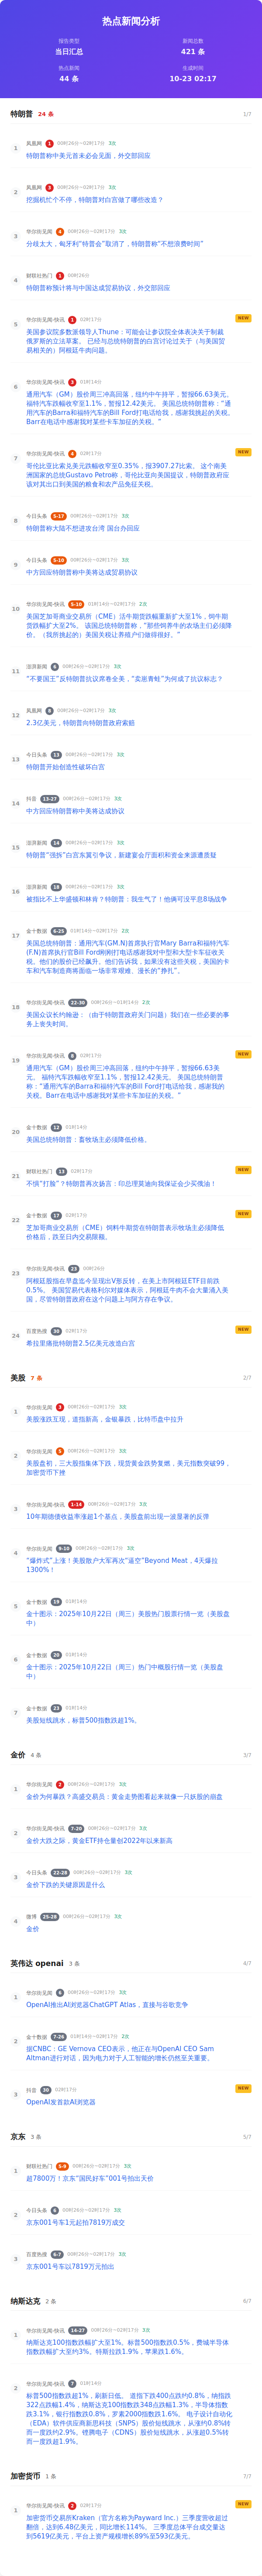 热点新闻分析
报告类型
当日汇总
新闻总数
421 条
热点新闻
44 条
生成时间
10-23 02:17
特朗普 24 条
1/7
1
凤凰网 1 00时26分~02时17分 3次
特朗普称中美元首未必会见面，外交部回应
2
凤凰网 3 00时26分~02时17分 3次
挖掘机忙个不停，特朗普对白宫做了哪些改造？
3
华尔街见闻 4 00时26分~02时17分 3次
分歧太大，匈牙利“特普会”取消了，特朗普“不想浪费时间”
4
财联社热门 1 00时26分
特朗普称预计将与中国达成贸易协议，外交部回应
5
华尔街见闻-快讯 1 02时17分
NEW
美国参议院多数派领导人Thune：可能会让参议院全体表决关于制裁
俄罗斯的立法草案。 已经与总统特朗普的白宫讨论过关于（与美国贸
易相关的）阿根廷牛肉问题。
6
华尔街见闻-快讯 3 01时14分
通用汽车（GM）股价周三冲高回落，纽约中午持平，暂报66.63美元。
福特汽车跌幅收窄至1.1%，暂报12.42美元。 美国总统特朗普称：“通
用汽车的Barra和福特汽车的Bill Ford打电话给我，感谢我挑起的关税。
Barr在电话中感谢我对某些卡车加征的关税。”
7
华尔街见闻-快讯 4 02时17分
NEW
哥伦比亚比索兑美元跌幅收窄至0.35%，报3907.27比索。 这个南美
洲国家的总统Gustavo Petro称，哥伦比亚向美国提议，特朗普政府应
该对其出口到美国的粮食和农产品免征关税。
8
今日头条 5-17 00时26分~02时17分 3次
特朗普称大陆不想进攻台湾 国台办回应
9
今日头条 5-10 00时26分~02时17分 3次
中方回应特朗普称中美将达成贸易协议
10
华尔街见闻-快讯 5-10 01时14分~02时17分 2次
美国芝加哥商业交易所（CME）活牛期货跌幅重新扩大至1%，饲牛期
货跌幅扩大至2%。 该国总统特朗普称，“那些饲养牛的农场主们必须降
价。（我所挑起的）美国关税让养殖户们做得很好。”
11
澎湃新闻 6 00时26分~02时17分 3次
“不要国王”反特朗普抗议席卷全美，“卖崽青蛙”为何成了抗议标志？
12
凤凰网 8 00时26分~02时17分 3次
2.3亿美元，特朗普向特朗普政府索赔
13
今日头条 13 00时26分~02时17分 3次
特朗普开始创造性破坏白宫
14
抖音 13-27 00时26分~02时17分 3次
中方回应特朗普称中美将达成协议
15
澎湃新闻 14 00时26分~02时17分 3次
特朗普“强拆”白宫东翼引争议，新建宴会厅面积和资金来源遭质疑
16
澎湃新闻 18 00时26分~02时17分 3次
被指比不上华盛顿和林肯？特朗普：我生气了！他俩可没平息8场战争
17
金十数据 6-25 01时14分~02时17分 2次
美国总统特朗普：通用汽车(GM.N)首席执行官Mary Barra和福特汽车
(F.N)首席执行官Bill Ford刚刚打电话感谢我对中型和大型卡车征收关
税。他们的股价已经飙升。他们告诉我，如果没有这些关税，美国的卡
车和汽车制造商将面临一场非常艰难、漫长的“挣扎”。
18
华尔街见闻-快讯 22-30 00时26分~01时14分 2次
美国众议长约翰逊：（由于特朗普政府关门问题）我们在一些必要的事
务上丧失时间。
19
华尔街见闻-快讯 8 02时17分
NEW
通用汽车（GM）股价周三冲高回落，纽约中午持平，暂报66.63美
元。 福特汽车跌幅收窄至1.1%，暂报12.42美元。 美国总统特朗普
称：“通用汽车的Barra和福特汽车的Bill Ford打电话给我，感谢我的
关税。Barr在电话中感谢我对某些卡车加征的关税。”
20
金十数据 12 01时14分
美国总统特朗普：畜牧场主必须降低价格。
21
财联社热门 13 02时17分
NEW
不惧"打脸"？特朗普再次扬言：印总理莫迪向我保证会少买俄油！
22
金十数据 17 02时17分
NEW
芝加哥商业交易所（CME）饲料牛期货在特朗普表示牧场主必须降低
价格后，跌至日内交易限额。
23
华尔街见闻-快讯 23 00时26分
阿根廷股指在早盘迄今呈现出V形反转，在美上市阿根廷ETF目前跌
0.5%。 美国贸易代表格利尔对媒体表示，阿根廷牛肉不会大量涌入美
国，尽管特朗普政府在这个问题上与阿方存在争议。
24
百度热搜 30 02时17分
NEW
希拉里痛批特朗普2.5亿美元改造白宫
美股 7 条
2/7
1
华尔街见闻 3 00时26分~02时17分 3次
美股涨跌互现，道指新高，金银暴跌，比特币盘中拉升
2
华尔街见闻 5 00时26分~02时17分 3次
美股盘初，三大股指集体下跌，现货黄金跌势复燃，美元指数突破99，
加密货币下挫
3
华尔街见闻-快讯 1-14 00时26分~02时17分 3次
10年期德债收益率涨超1个基点，美股盘前出现一波显著的反弹
4
华尔街见闻 9-10 00时26分~02时17分 3次
“爆炸式”上涨！美股散户大军再次“逼空”Beyond Meat，4天爆拉
1300%！
5
金十数据 19 01时14分
金十图示：2025年10月22日（周三）美股热门股票行情一览（美股盘
中）
6
金十数据 20 01时14分
金十图示：2025年10月22日（周三）热门中概股行情一览（美股盘
中）
7
金十数据 23 01时14分
美股短线跳水，标普500指数跌超1%。
金价 4 条
3/7
1
华尔街见闻 2 00时26分~02时17分 3次
金价为何暴跌？高盛交易员：黄金走势图看起来就像一只妖股的崩盘
2
华尔街见闻-快讯 7-20 00时26分~02时17分 3次
金价大跌之际，黄金ETF持仓量创2022年以来新高
3
今日头条 22-28 00时26分~02时17分 3次
金价下跌的关键原因是什么
4
微博 25-28 00时26分~02时17分 3次
金价
英伟达 openai 3 条
4/7
1
华尔街见闻 6 00时26分~02时17分 3次
OpenAI推出AI浏览器ChatGPT Atlas，直接与谷歌竞争
2
金十数据 7-26 01时14分~02时17分 2次
据CNBC：GE Vernova CEO表示，他正在与OpenAI CEO Sam
Altman进行对话，因为电力对于人工智能的增长仍然至关重要。
3
抖音 30 02时17分
NEW
OpenAI发首款AI浏览器
京东 3 条
5/7
1
财联社热门 5-9 00时26分~02时17分 3次
超7800万！京东“国民好车”001号拍出天价
2
今日头条 6 00时26分~02时17分 3次
京东001号车1元起拍7819万成交
3
百度热搜 6-7 00时26分~02时17分 3次
京东001号车以7819万元拍出
纳斯达克 2 条
6/7
1
华尔街见闻-快讯 14-27 00时26分~02时17分 3次
纳斯达克100指数跌幅扩大至1%。标普500指数跌0.5%，费城半导体
指数跌幅扩大至约3%。特斯拉跌1.9%，苹果跌1.6%。
2
华尔街见闻-快讯 7 01时14分
标普500指数跌超1%，刷新日低。 道指下跌400点跌约0.8%，纳指跌
322点跌幅1.4%，纳斯达克100指数跌348点跌幅1.3%，半导体指数
跌3.1%，银行指数跌0.8%，罗素2000指数跌1.6%。 电子设计自动化
（EDA）软件供应商新思科技（SNPS）股价短线跳水，从涨约0.8%转
而一度跌约2.9%。铿腾电子（CDNS）股价短线跳水，从涨超0.5%转
而一度跌超1.9%。
加密货币 1 条
7/7
1
华尔街见闻-快讯 2 02时17分
NEW
加密货币交易所Kraken（官方名称为Payward Inc.）三季度营收超过
翻倍，达到6.48亿美元，同比增长114%。 三季度总体平台成交量达
到5619亿美元，平台上资产规模增长89%至593亿美元。